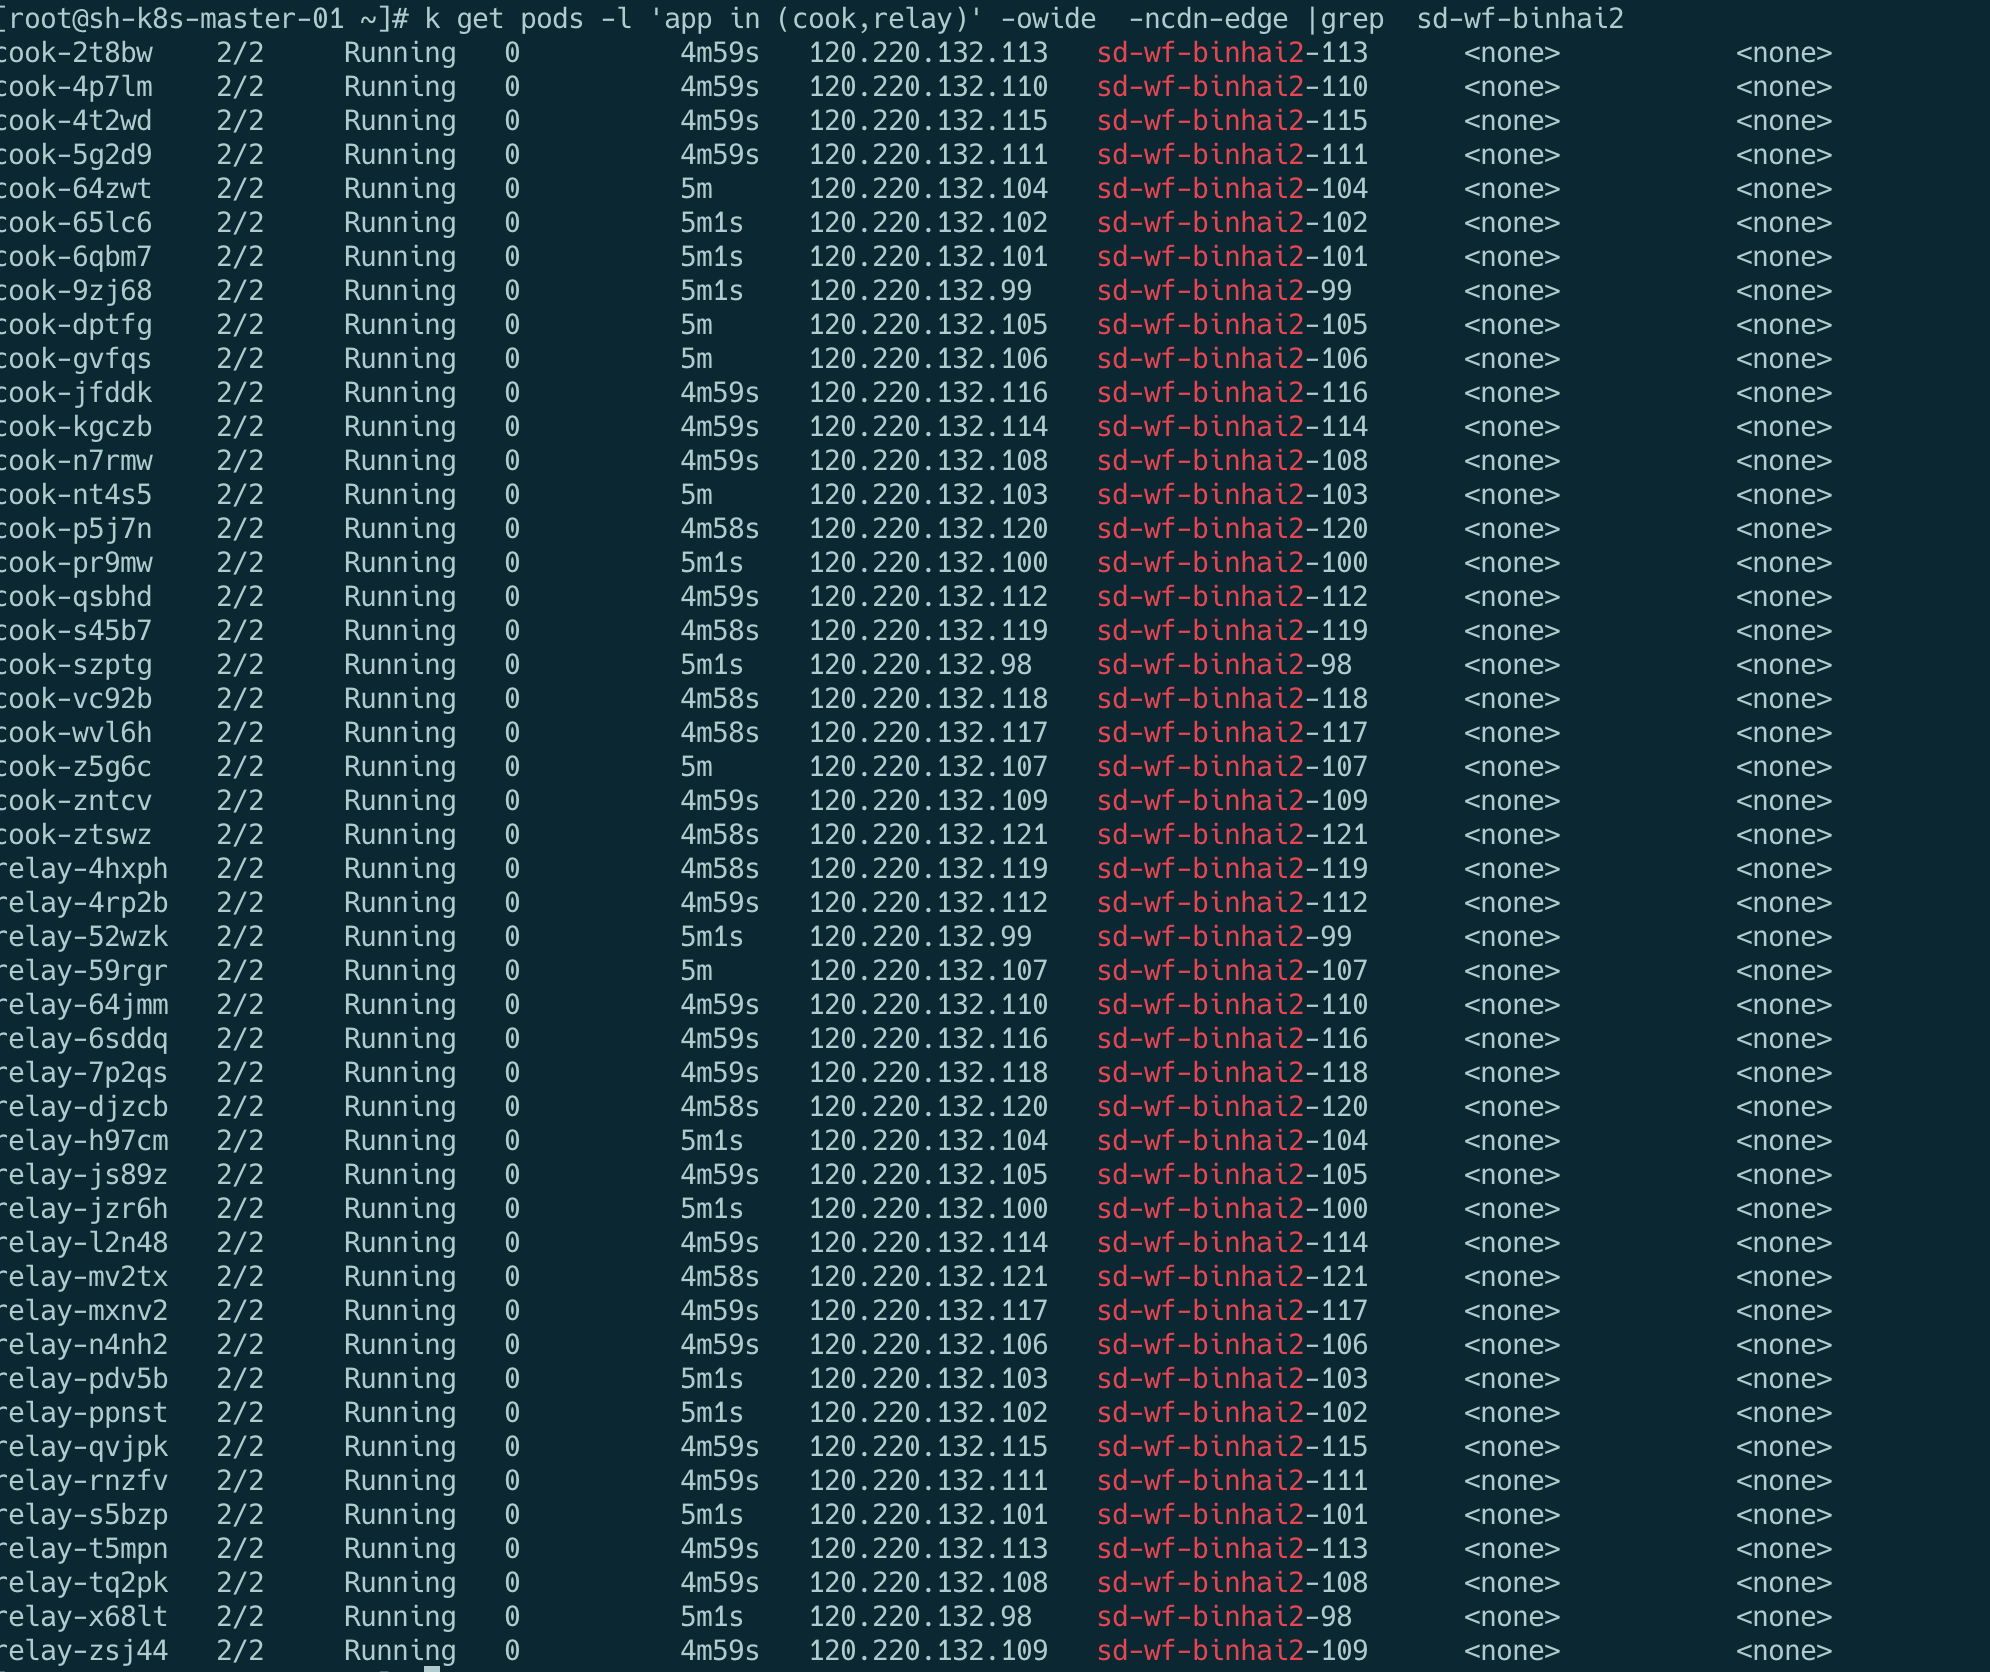 [root@sh-k8s-master-01 ~]# k get pods -l 'app in (cook,relay)' -owide  -ncdn-edge |grep  sd-wf-binhai2
cook-2t8bw    2/2     Running   0          4m59s   120.220.132.113   sd-wf-binhai2-113      <none>           <none>
cook-4p7lm    2/2     Running   0          4m59s   120.220.132.110   sd-wf-binhai2-110      <none>           <none>
cook-4t2wd    2/2     Running   0          4m59s   120.220.132.115   sd-wf-binhai2-115      <none>           <none>
cook-5g2d9    2/2     Running   0          4m59s   120.220.132.111   sd-wf-binhai2-111      <none>           <none>
cook-64zwt    2/2     Running   0          5m      120.220.132.104   sd-wf-binhai2-104      <none>           <none>
cook-65lc6    2/2     Running   0          5m1s    120.220.132.102   sd-wf-binhai2-102      <none>           <none>
cook-6qbm7    2/2     Running   0          5m1s    120.220.132.101   sd-wf-binhai2-101      <none>           <none>
cook-9zj68    2/2     Running   0          5m1s    120.220.132.99    sd-wf-binhai2-99       <none>           <none>
cook-dptfg    2/2     Running   0          5m      120.220.132.105   sd-wf-binhai2-105      <none>           <none>
cook-gvfqs    2/2     Running   0          5m      120.220.132.106   sd-wf-binhai2-106      <none>           <none>
cook-jfddk    2/2     Running   0          4m59s   120.220.132.116   sd-wf-binhai2-116      <none>           <none>
cook-kgczb    2/2     Running   0          4m59s   120.220.132.114   sd-wf-binhai2-114      <none>           <none>
cook-n7rmw    2/2     Running   0          4m59s   120.220.132.108   sd-wf-binhai2-108      <none>           <none>
cook-nt4s5    2/2     Running   0          5m      120.220.132.103   sd-wf-binhai2-103      <none>           <none>
cook-p5j7n    2/2     Running   0          4m58s   120.220.132.120   sd-wf-binhai2-120      <none>           <none>
cook-pr9mw    2/2     Running   0          5m1s    120.220.132.100   sd-wf-binhai2-100      <none>           <none>
cook-qsbhd    2/2     Running   0          4m59s   120.220.132.112   sd-wf-binhai2-112      <none>           <none>
cook-s45b7    2/2     Running   0          4m58s   120.220.132.119   sd-wf-binhai2-119      <none>           <none>
cook-szptg    2/2     Running   0          5m1s    120.220.132.98    sd-wf-binhai2-98       <none>           <none>
cook-vc92b    2/2     Running   0          4m58s   120.220.132.118   sd-wf-binhai2-118      <none>           <none>
cook-wvl6h    2/2     Running   0          4m58s   120.220.132.117   sd-wf-binhai2-117      <none>           <none>
cook-z5g6c    2/2     Running   0          5m      120.220.132.107   sd-wf-binhai2-107      <none>           <none>
cook-zntcv    2/2     Running   0          4m59s   120.220.132.109   sd-wf-binhai2-109      <none>           <none>
cook-ztswz    2/2     Running   0          4m58s   120.220.132.121   sd-wf-binhai2-121      <none>           <none>
relay-4hxph   2/2     Running   0          4m58s   120.220.132.119   sd-wf-binhai2-119      <none>           <none>
relay-4rp2b   2/2     Running   0          4m59s   120.220.132.112   sd-wf-binhai2-112      <none>           <none>
relay-52wzk   2/2     Running   0          5m1s    120.220.132.99    sd-wf-binhai2-99       <none>           <none>
relay-59rgr   2/2     Running   0          5m      120.220.132.107   sd-wf-binhai2-107      <none>           <none>
relay-64jmm   2/2     Running   0          4m59s   120.220.132.110   sd-wf-binhai2-110      <none>           <none>
relay-6sddq   2/2     Running   0          4m59s   120.220.132.116   sd-wf-binhai2-116      <none>           <none>
relay-7p2qs   2/2     Running   0          4m59s   120.220.132.118   sd-wf-binhai2-118      <none>           <none>
relay-djzcb   2/2     Running   0          4m58s   120.220.132.120   sd-wf-binhai2-120      <none>           <none>
relay-h97cm   2/2     Running   0          5m1s    120.220.132.104   sd-wf-binhai2-104      <none>           <none>
relay-js89z   2/2     Running   0          4m59s   120.220.132.105   sd-wf-binhai2-105      <none>           <none>
relay-jzr6h   2/2     Running   0          5m1s    120.220.132.100   sd-wf-binhai2-100      <none>           <none>
relay-l2n48   2/2     Running   0          4m59s   120.220.132.114   sd-wf-binhai2-114      <none>           <none>
relay-mv2tx   2/2     Running   0          4m58s   120.220.132.121   sd-wf-binhai2-121      <none>           <none>
relay-mxnv2   2/2     Running   0          4m59s   120.220.132.117   sd-wf-binhai2-117      <none>           <none>
relay-n4nh2   2/2     Running   0          4m59s   120.220.132.106   sd-wf-binhai2-106      <none>           <none>
relay-pdv5b   2/2     Running   0          5m1s    120.220.132.103   sd-wf-binhai2-103      <none>           <none>
relay-ppnst   2/2     Running   0          5m1s    120.220.132.102   sd-wf-binhai2-102      <none>           <none>
relay-qvjpk   2/2     Running   0          4m59s   120.220.132.115   sd-wf-binhai2-115      <none>           <none>
relay-rnzfv   2/2     Running   0          4m59s   120.220.132.111   sd-wf-binhai2-111      <none>           <none>
relay-s5bzp   2/2     Running   0          5m1s    120.220.132.101   sd-wf-binhai2-101      <none>           <none>
relay-t5mpn   2/2     Running   0          4m59s   120.220.132.113   sd-wf-binhai2-113      <none>           <none>
relay-tq2pk   2/2     Running   0          4m59s   120.220.132.108   sd-wf-binhai2-108      <none>           <none>
relay-x68lt   2/2     Running   0          5m1s    120.220.132.98    sd-wf-binhai2-98       <none>           <none>
relay-zsj44   2/2     Running   0          4m59s   120.220.132.109   sd-wf-binhai2-109      <none>           <none>